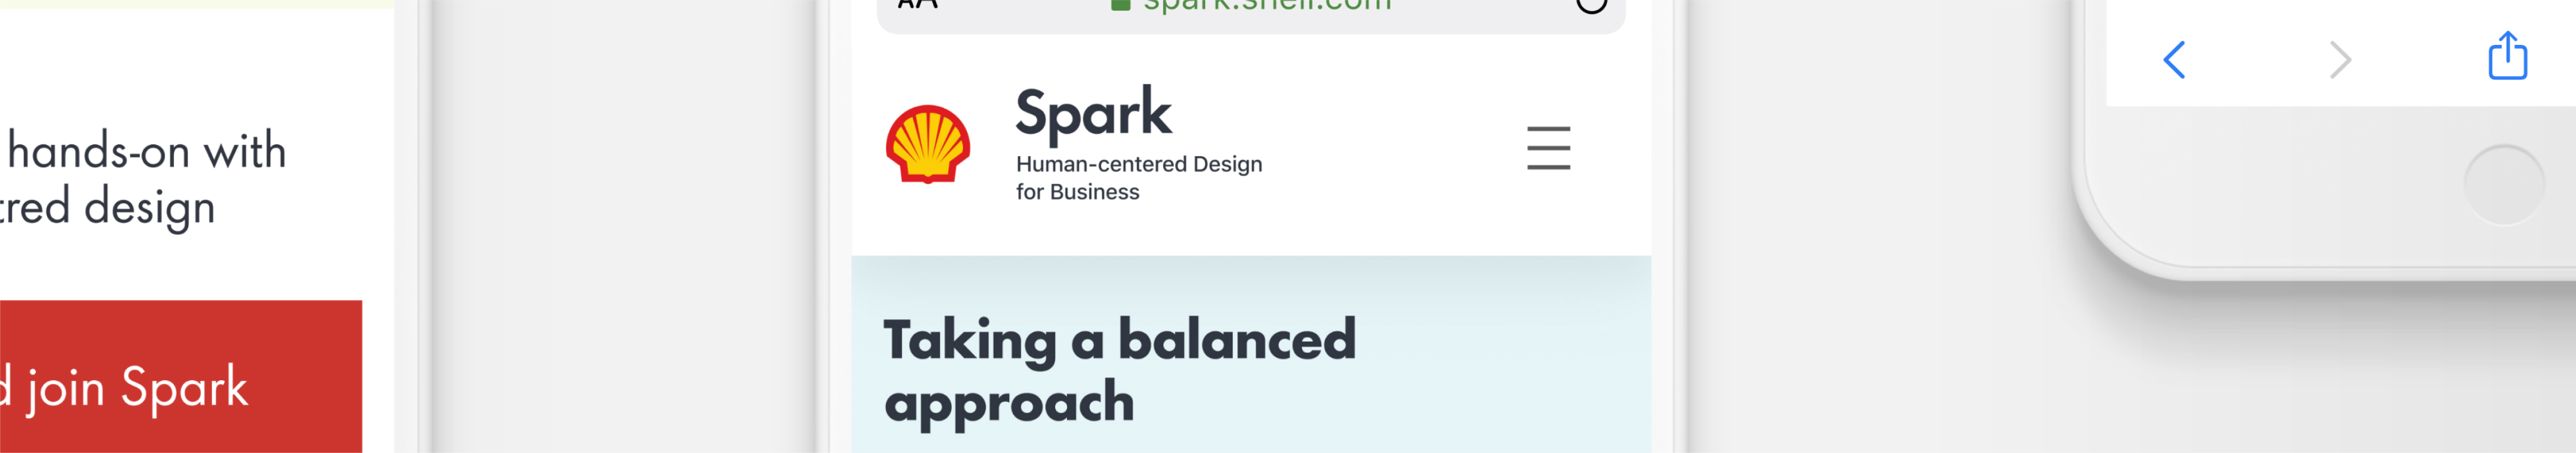 hands-on with
design
join Spark
AA
spark.shell.com
Spark
Human-centered Design
for Business
Taking a balanced
approach